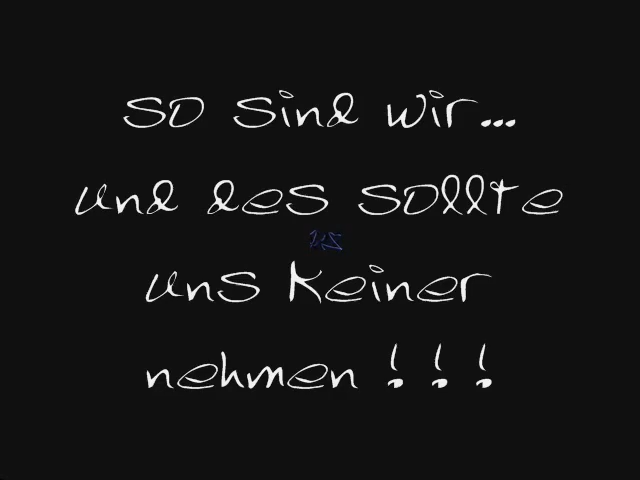 so sind wir...
und des sollte
uns keiner
nehmen ! ! !